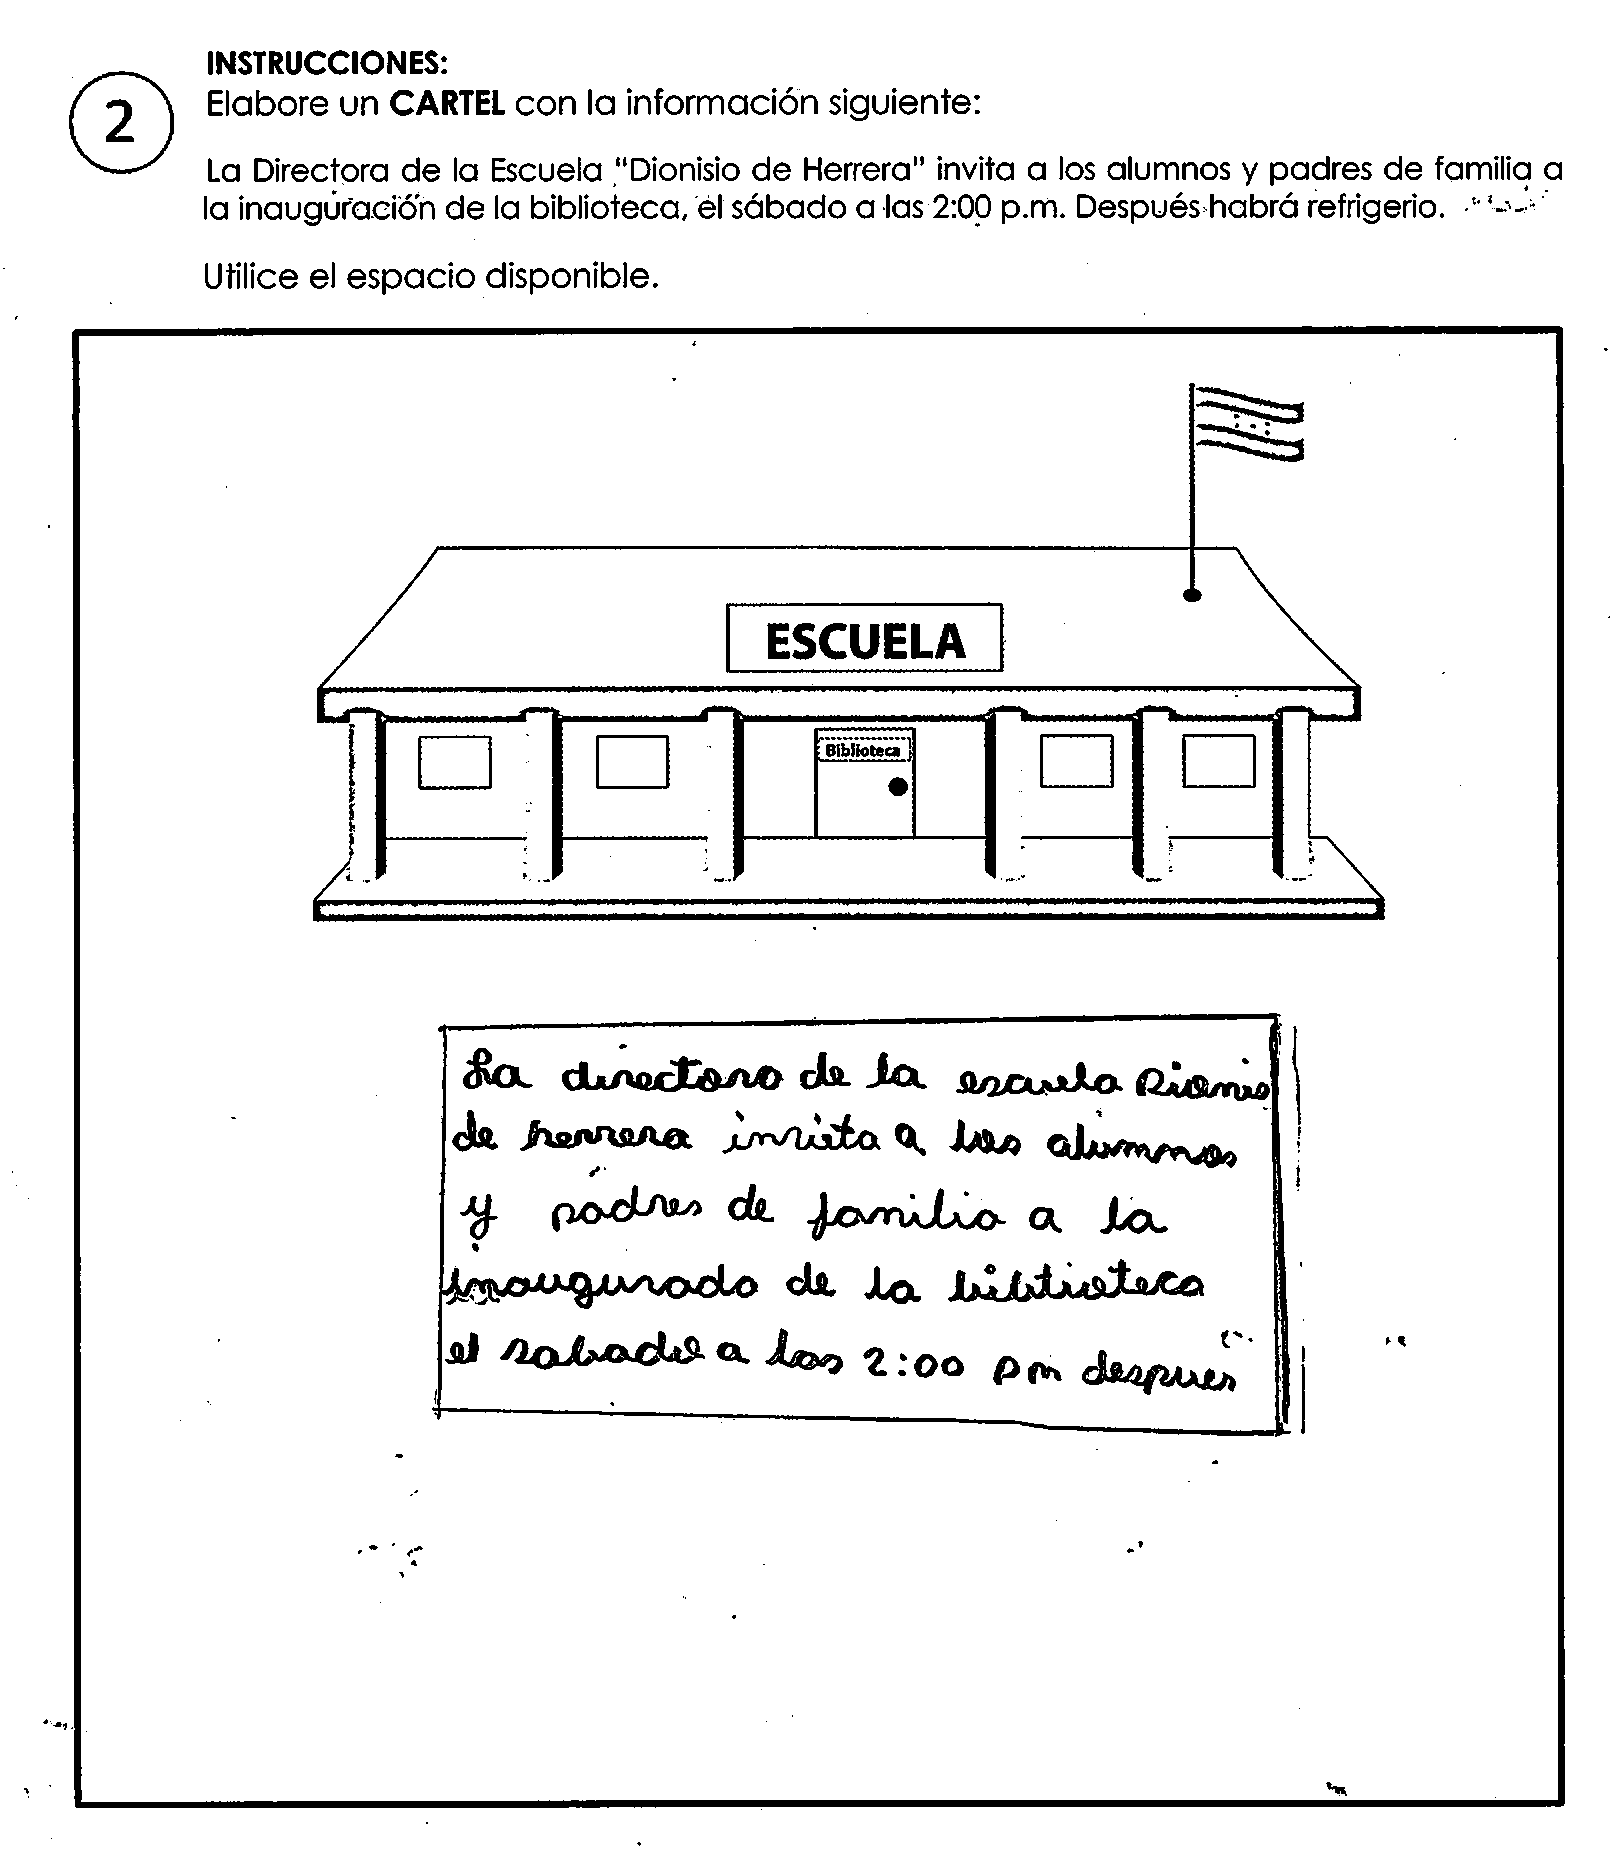 INSTRUCCIONES:
2
Elabore un CARTEL con la información siguiente:
La Directora de la Escuela "Dionisio de Herrera" invita a los alumnos y padres de familia a
la inauguración de la biblioteca, el sábado a las 2:00 p.m. Después habrá refrigerio.
Utilice el espacio disponible.
ESCUELA
Biblioteca
La directora de la escuela Dionis
de herrera invieta a los alumnos
y padres de familia a la
inaugurado de la biblioteca
el sabado a las 2:00 pm despues